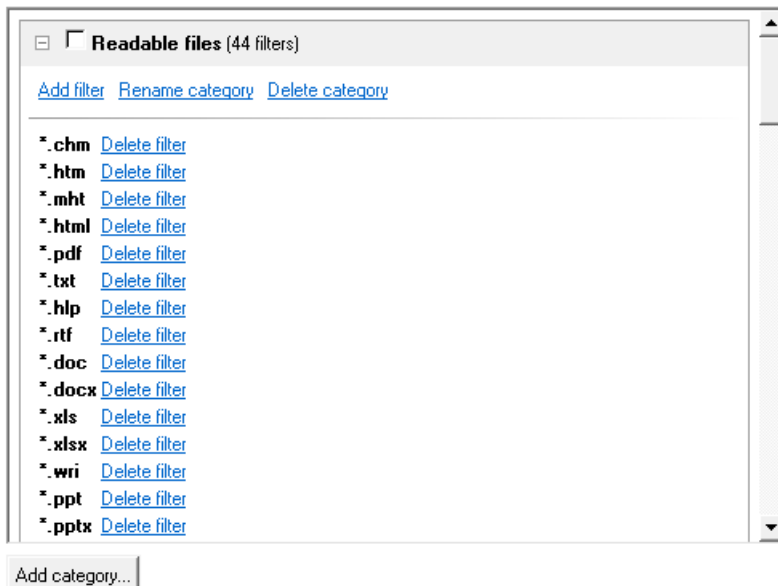 Readable files (44 filters)
Add filter Rename category Delete category
*.chm Delete filter
*.htm Delete filter
*.mht Delete filter
*.html Delete filter
*.pdf Delete filter
*.txt Delete filter
*.hlp Delete filter
*.rtf Delete filter
*.doc Delete filter
*.docx Delete filter
*.xls Delete filter
*.xlsx Delete filter
*.wri Delete filter
*.ppt Delete filter
*.pptx Delete filter
Add category...